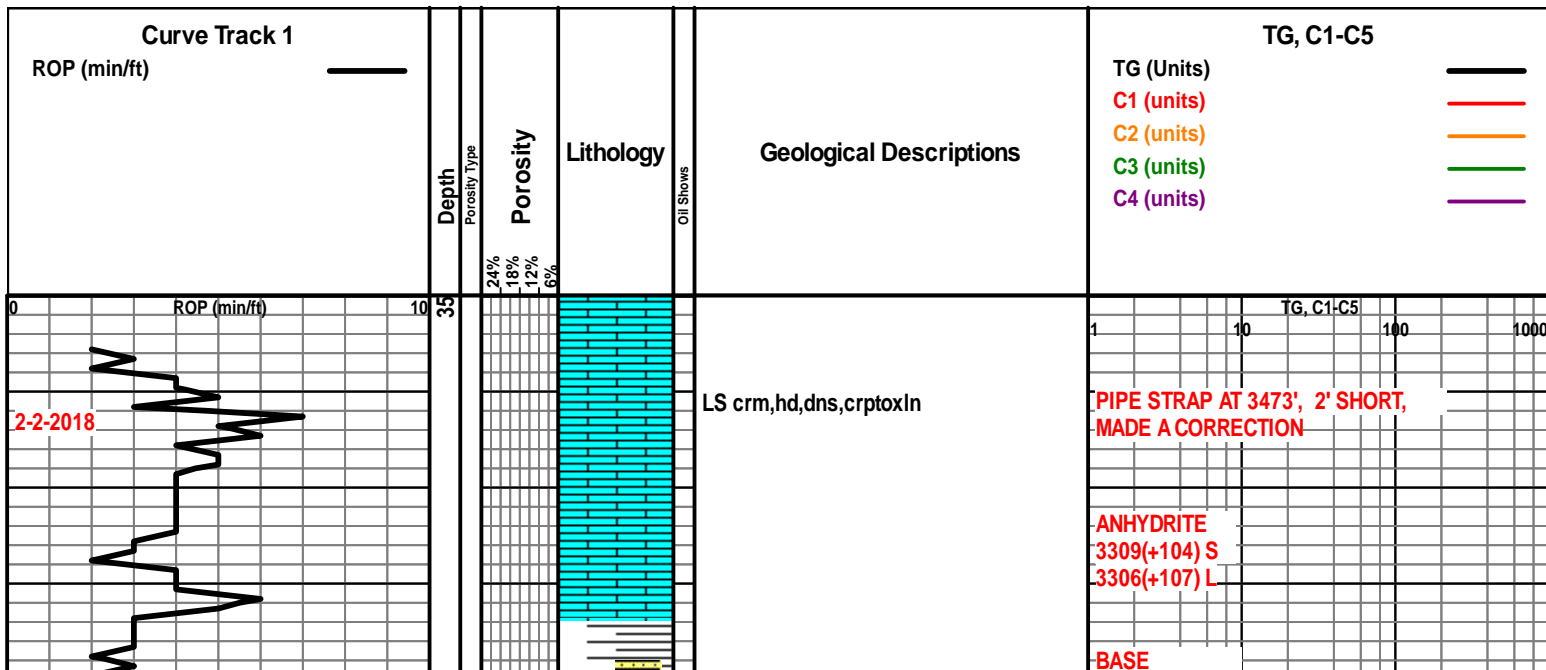 Curve Track 1
ROP (min/ft)
Depth
Porosity Type
Porosity
24%
18%
12%
6%
Lithology
Oil Shows
Geological Descriptions
TG, C1-C5
TG (Units)
C1 (units)
C2 (units)
C3 (units)
C4 (units)
0 ROP (min/ft) 10
35
TG, C1-C5
1 10 100 1000
2-2-2018
LS crm,hd,dns,crptoxln
PIPE STRAP AT 3473', 2' SHORT,
MADE A CORRECTION
ANHYDRITE
3309(+104) S
3306(+107) L
BASE